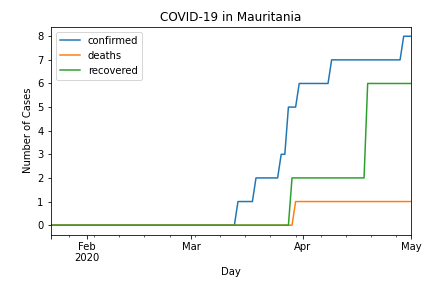 COVID-19 in Mauritania
confirmed
deaths
recovered
Number of Cases
8
7
6
5
4
3
2
1
0
Feb
2020
Mar
Apr
May
Day